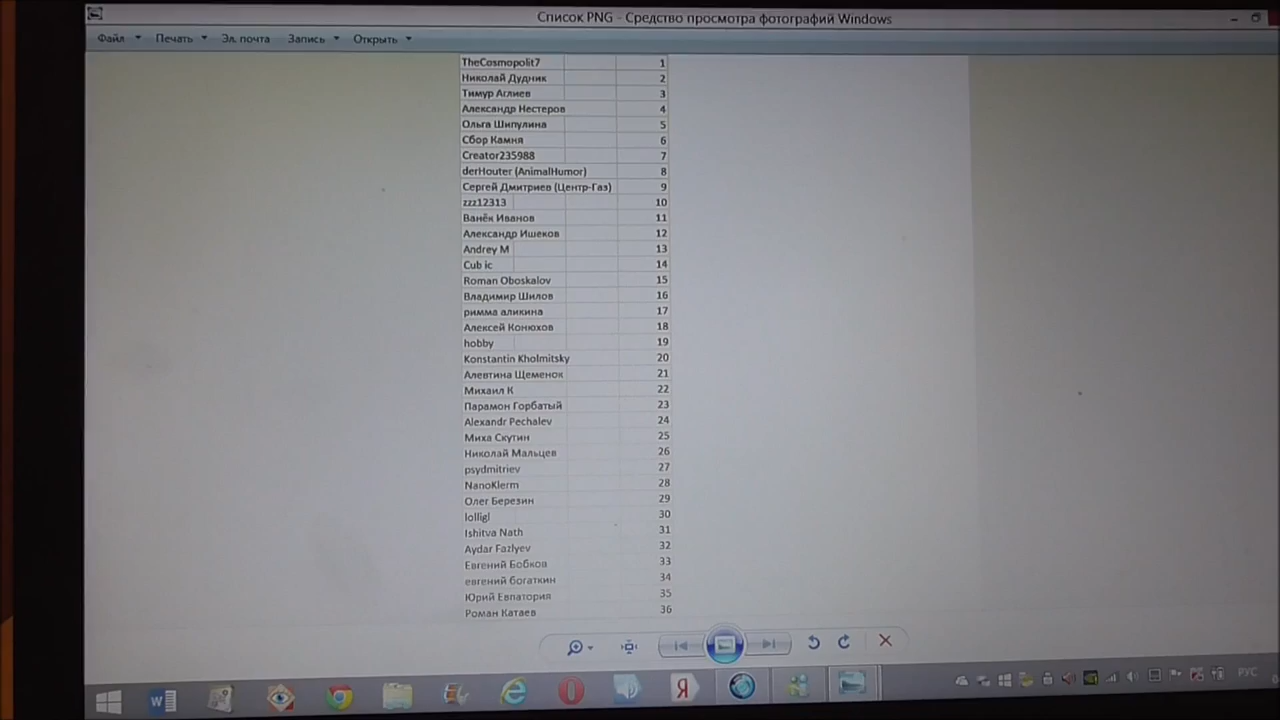 Список PNG - Средство просмотра фотографий Windows
Файл Печать Эл. почта Запись Открыть
TheCosmopolit7 1
Николай Дудник 2
Тимур Аглиев 3
Александр Нестеров 4
Ольга Шипулина 5
Сбор Камня 6
Creator235988 7
derHouter (AnimalHumor) 8
Сергей Дмитриев (Центр-Газ) 9
zzz12313 10
Ванёк Иванов 11
Александр Ишеков 12
Andrey M 13
Cub ic 14
Roman Oboskalov 15
Владимир Шилов 16
римма аликина 17
Алексей Конюхов 18
hobby 19
Konstantin Kholmitsky 20
Алевтина Щеменок 21
Михаил К 22
Парамон Горбатый 23
Alexandr Pechalev 24
Миха Скутин 25
Николай Мальцев 26
psydmitriev 27
NanoKlerm 28
Олег Березин 29
lolligl 30
Ishitva Nath 31
Aydar Fazlyev 32
Евгений Бобков 33
евгений богаткин 34
Юрий Евпатория 35
Роман Катаев 36
РУС